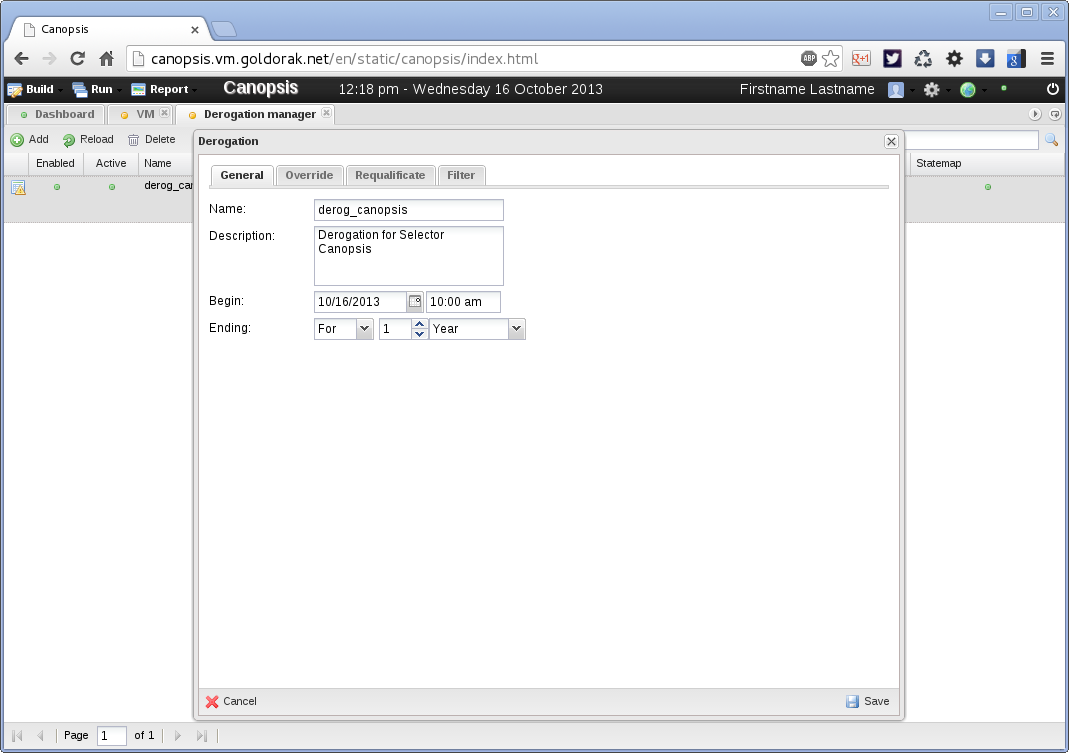 Canopsis
canopsis.vm.goldorak.net/en/static/canopsis/index.html
ABP
g+1
8
Build Run Report Canopsis 12:18 pm - Wednesday 16 October 2013 Firstname Lastname
Dashboard VM Derogation manager
Add Reload Delete
Derogation
Enabled Active Name Statemap
derog_can
General Override Requalificate Filter
Name: derog_canopsis
Description: Derogation for Selector
Canopsis
Begin: 10/16/2013 10:00 am
Ending: For 1 Year
Cancel Save
Page 1 of 1